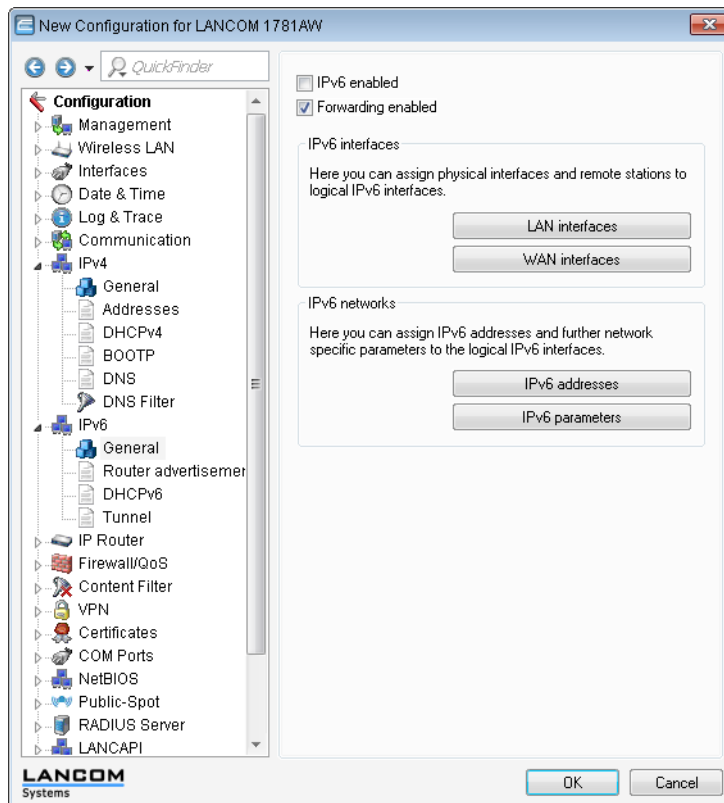 New Configuration for LANCOM 1781AW
QuickFinder
Configuration
Management
Wireless LAN
Interfaces
Date & Time
Log & Trace
Communication
IPv4
General
Addresses
DHCPv4
BOOTP
DNS
DNS Filter
IPv6
General
Router advertisemer
DHCPv6
Tunnel
IP Router
Firewall/QoS
Content Filter
VPN
Certificates
COM Ports
NetBIOS
Public-Spot
RADIUS Server
LANCAPI
IPv6 enabled
Forwarding enabled
IPv6 interfaces
Here you can assign physical interfaces and remote stations to
logical IPv6 interfaces.
LAN interfaces
WAN interfaces
IPv6 networks
Here you can assign IPv6 addresses and further network
specific parameters to the logical IPv6 interfaces.
IPv6 addresses
IPv6 parameters
LANCOM
Systems
OK
Cancel